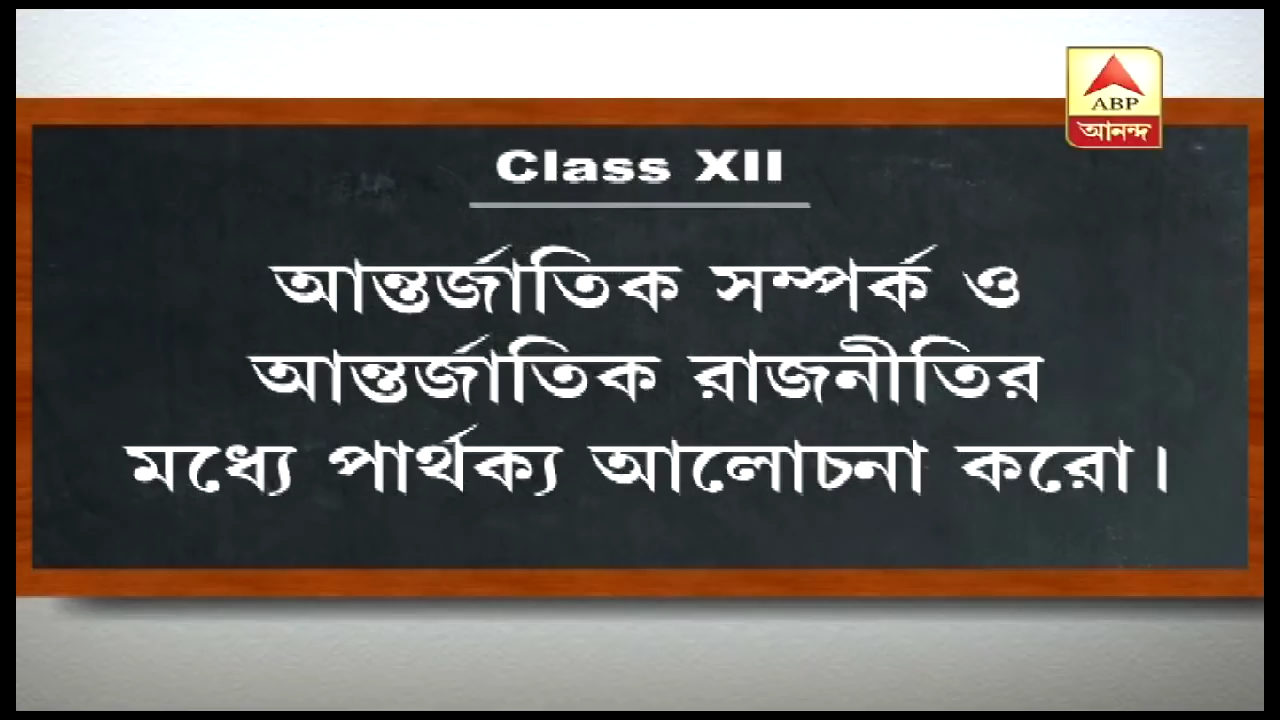 ABP
আনন্দ
Class XII
আন্তর্জাতিক সম্পর্ক ও
আন্তর্জাতিক রাজনীতির
মধ্যে পার্থক্য আলোচনা করো।